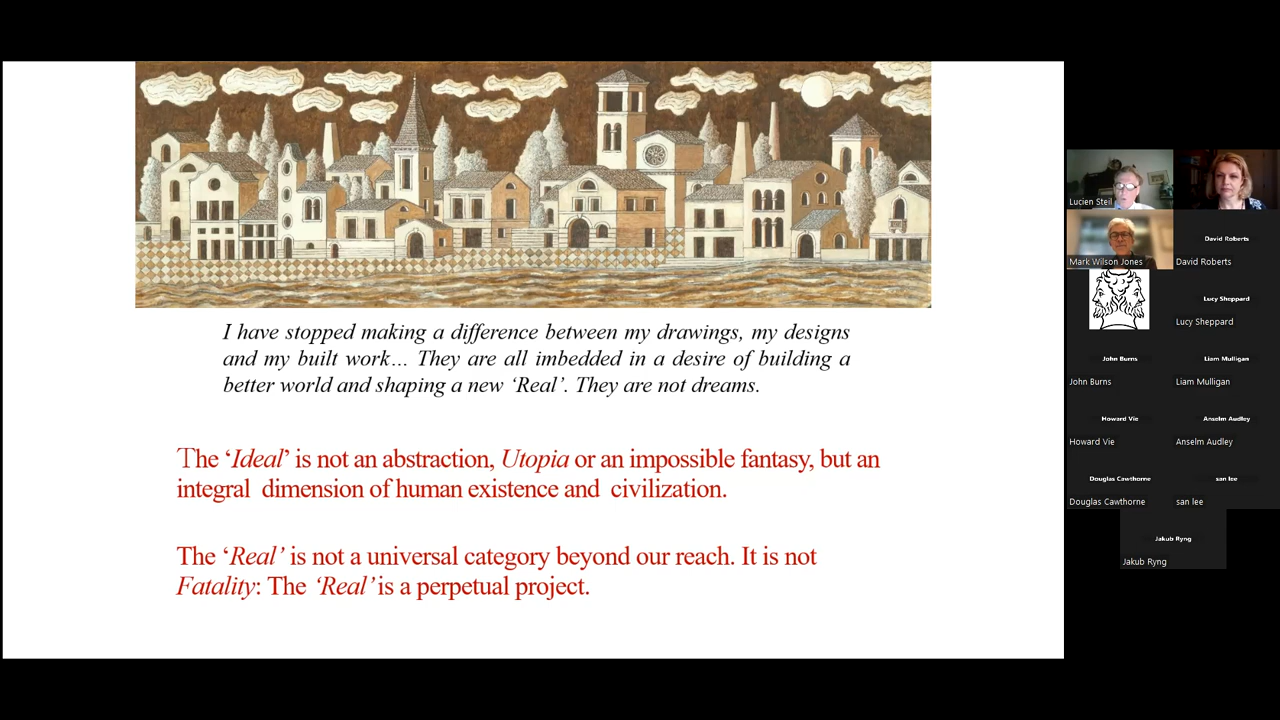 I have stopped making a difference between my drawings, my designs
and my built work… They are all imbedded in a desire of building a
better world and shaping a new ‘Real’. They are not dreams.
The ‘Ideal’ is not an abstraction, Utopia or an impossible fantasy, but an
integral dimension of human existence and civilization.
The ‘Real’ is not a universal category beyond our reach. It is not
Fatality: The ‘Real’ is a perpetual project.
Lucien Steil
Mark Wilson Jones
David Roberts
David Roberts
Lucy Sheppard
Lucy Sheppard
John Burns
John Burns
Liam Mulligan
Liam Mulligan
Howard Vie
Howard Vie
Anselm Audley
Anselm Audley
Douglas Cawthorne
Douglas Cawthorne
san lee
san lee
Jakub Ryng
Jakub Ryng